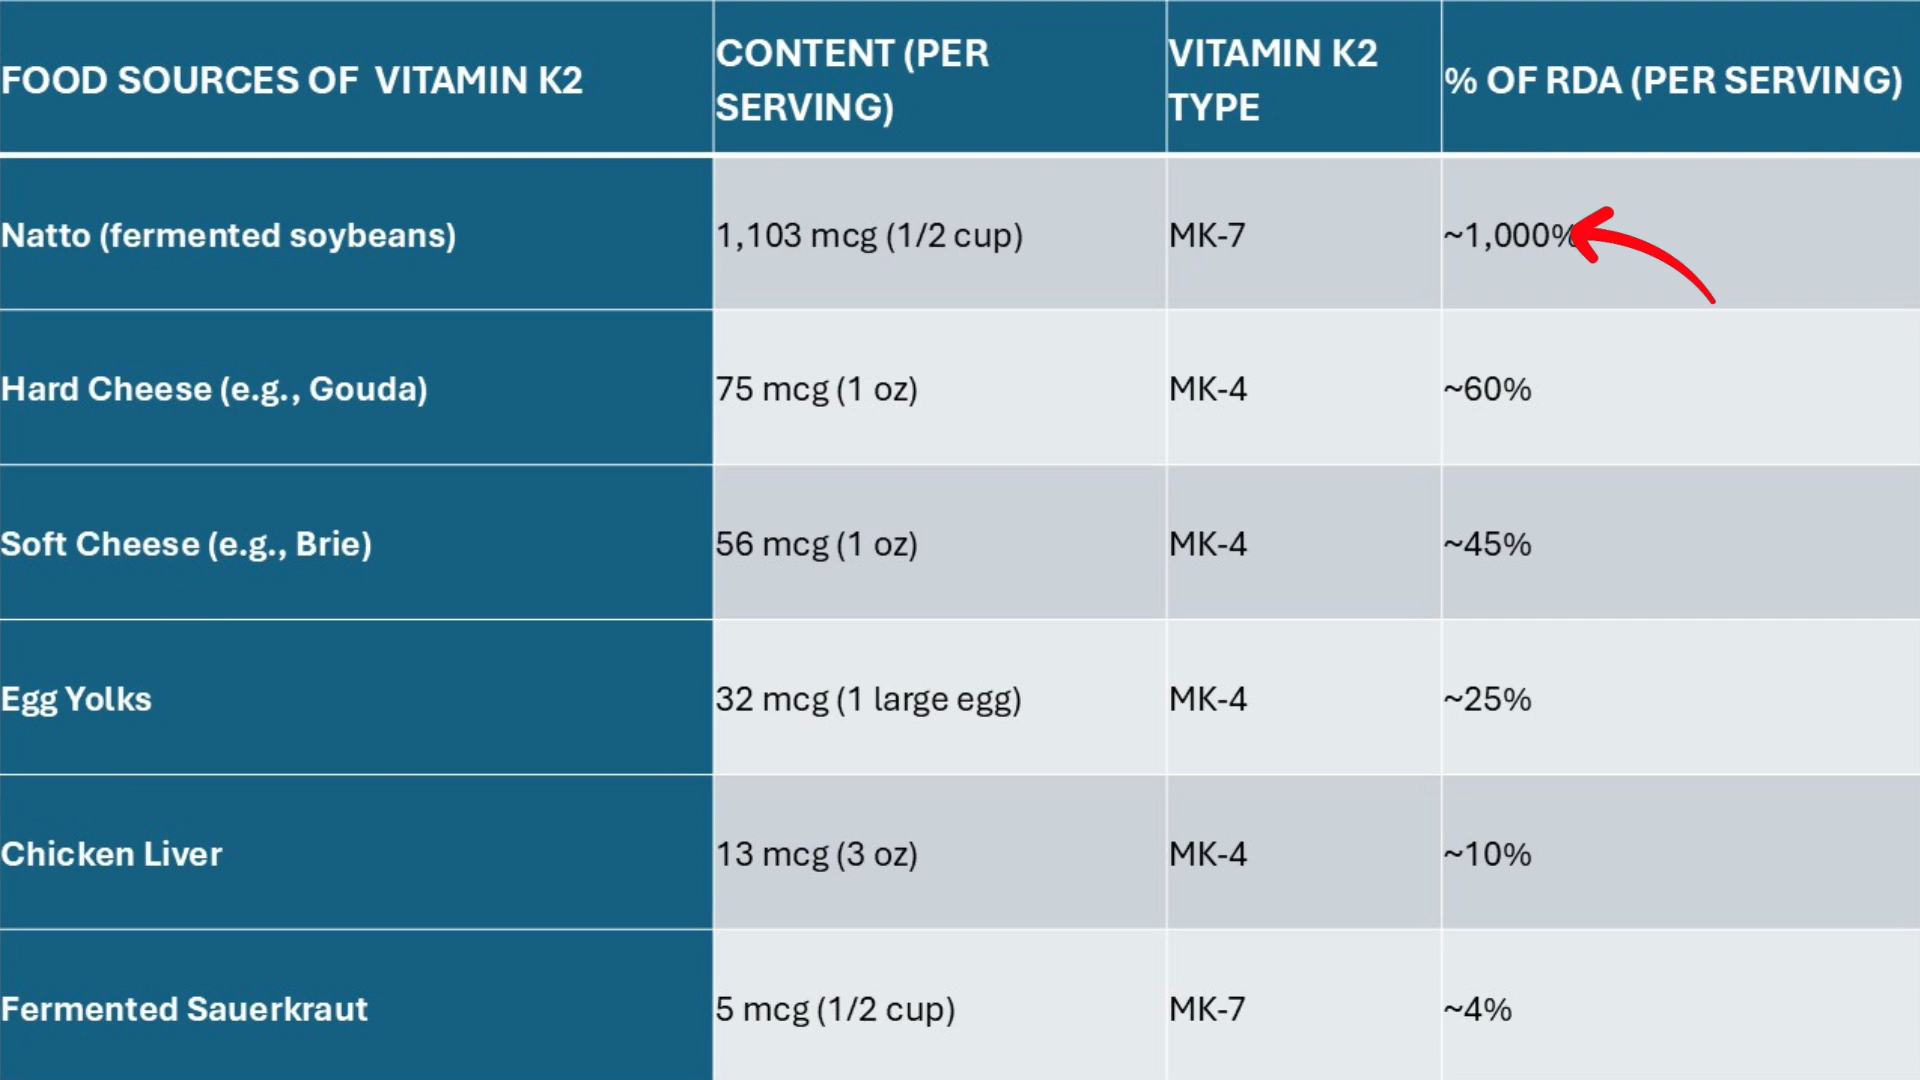 FOOD SOURCES OF VITAMIN K2
CONTENT (PER
SERVING)
VITAMIN K2
TYPE
% OF RDA (PER SERVING)
Natto (fermented soybeans)
1,103 mcg (1/2 cup)
MK-7
~1,000%
Hard Cheese (e.g., Gouda)
75 mcg (1 oz)
MK-4
~60%
Soft Cheese (e.g., Brie)
56 mcg (1 oz)
MK-4
~45%
Egg Yolks
32 mcg (1 large egg)
MK-4
~25%
Chicken Liver
13 mcg (3 oz)
MK-4
~10%
Fermented Sauerkraut
5 mcg (1/2 cup)
MK-7
~4%